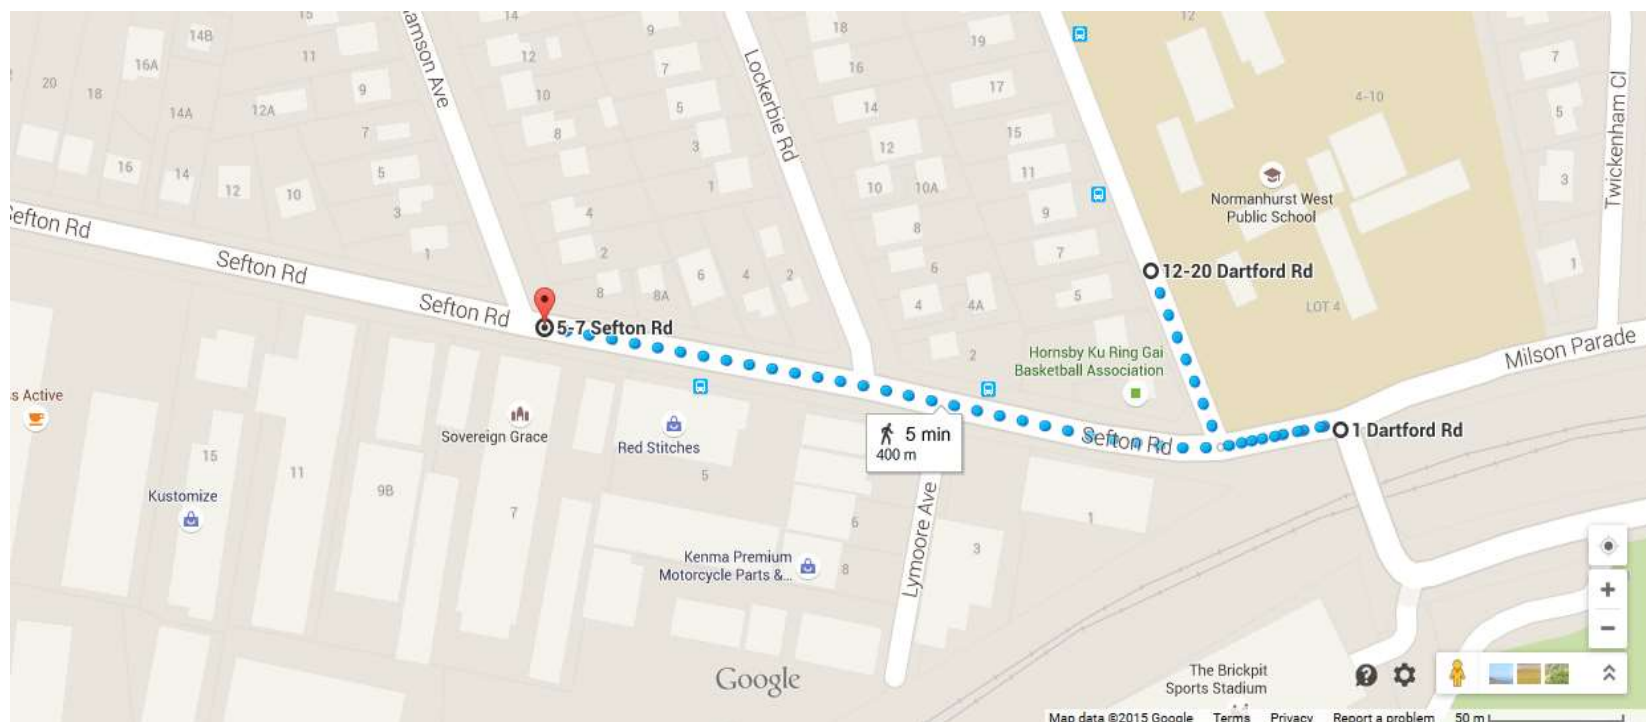 15
14
14B
16A
11
20
18
9
14A
12A
7
16
14
12
10
5
3
1
amson Ave
12
10
8
4
2
9
7
5
3
1
Lockerbie Rd
6
4
2
8
8A
18
16
14
12
10
10A
8
6
4
4A
2
19
17
15
11
9
7
5
12
4-10
Normanhurst West
Public School
LOT 4
7
5
3
1
Twickenham Cl
Sefton Rd
Sefton Rd
Sefton Rd
5-7 Sefton Rd
12-20 Dartford Rd
Hornsby Ku Ring Gai
Basketball Association
Milson Parade
1 Dartford Rd
Sefton Rd
5 min
400 m
s Active
Sovereign Grace
Red Stitches
Kustomize
15
11
9B
7
5
Kenma Premium
Motorcycle Parts &...
6
8
Lymoore Ave
3
1
Google
The Brickpit
Sports Stadium
Map data ©2015 Google Terms Privacy Report a problem 50 m